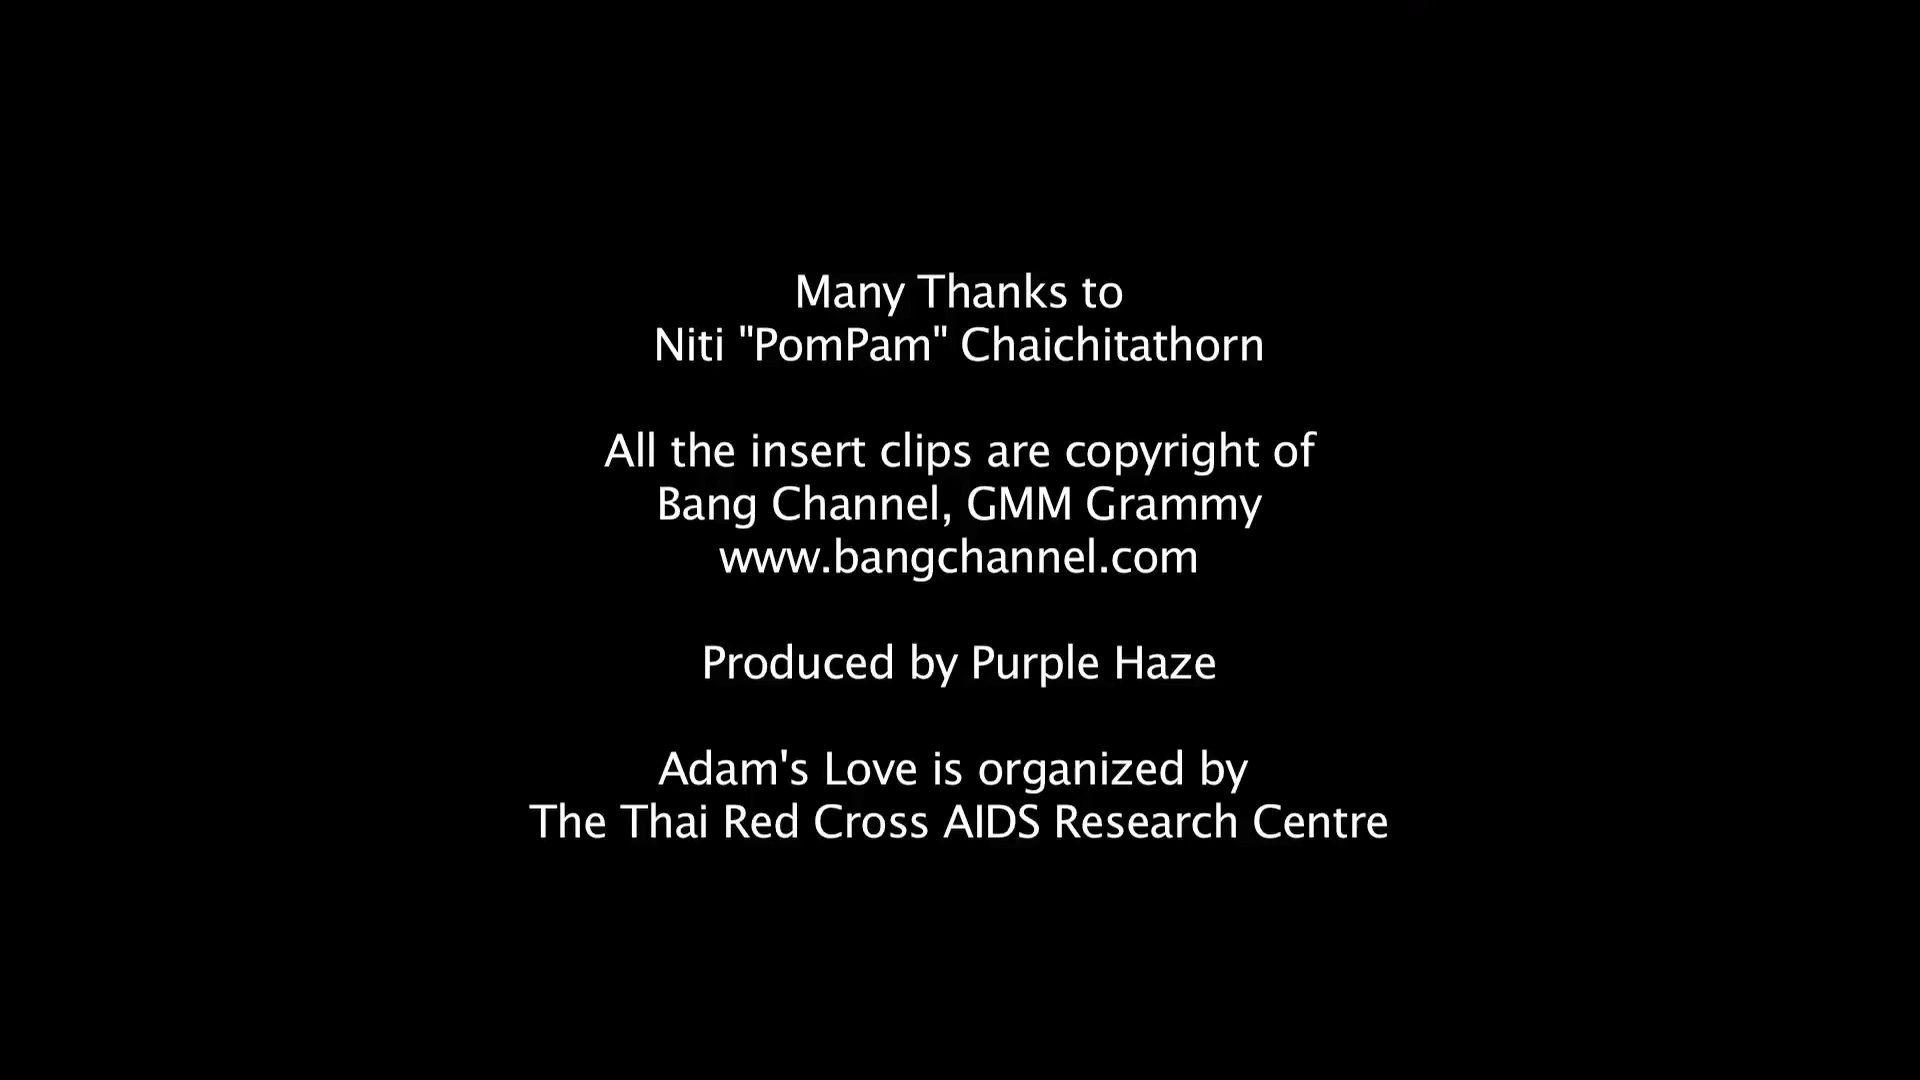 Many Thanks to
Niti "PomPam" Chaichitathorn
All the insert clips are copyright of
Bang Channel, GMM Grammy
www.bangchannel.com
Produced by Purple Haze
Adam's Love is organized by
The Thai Red Cross AIDS Research Centre